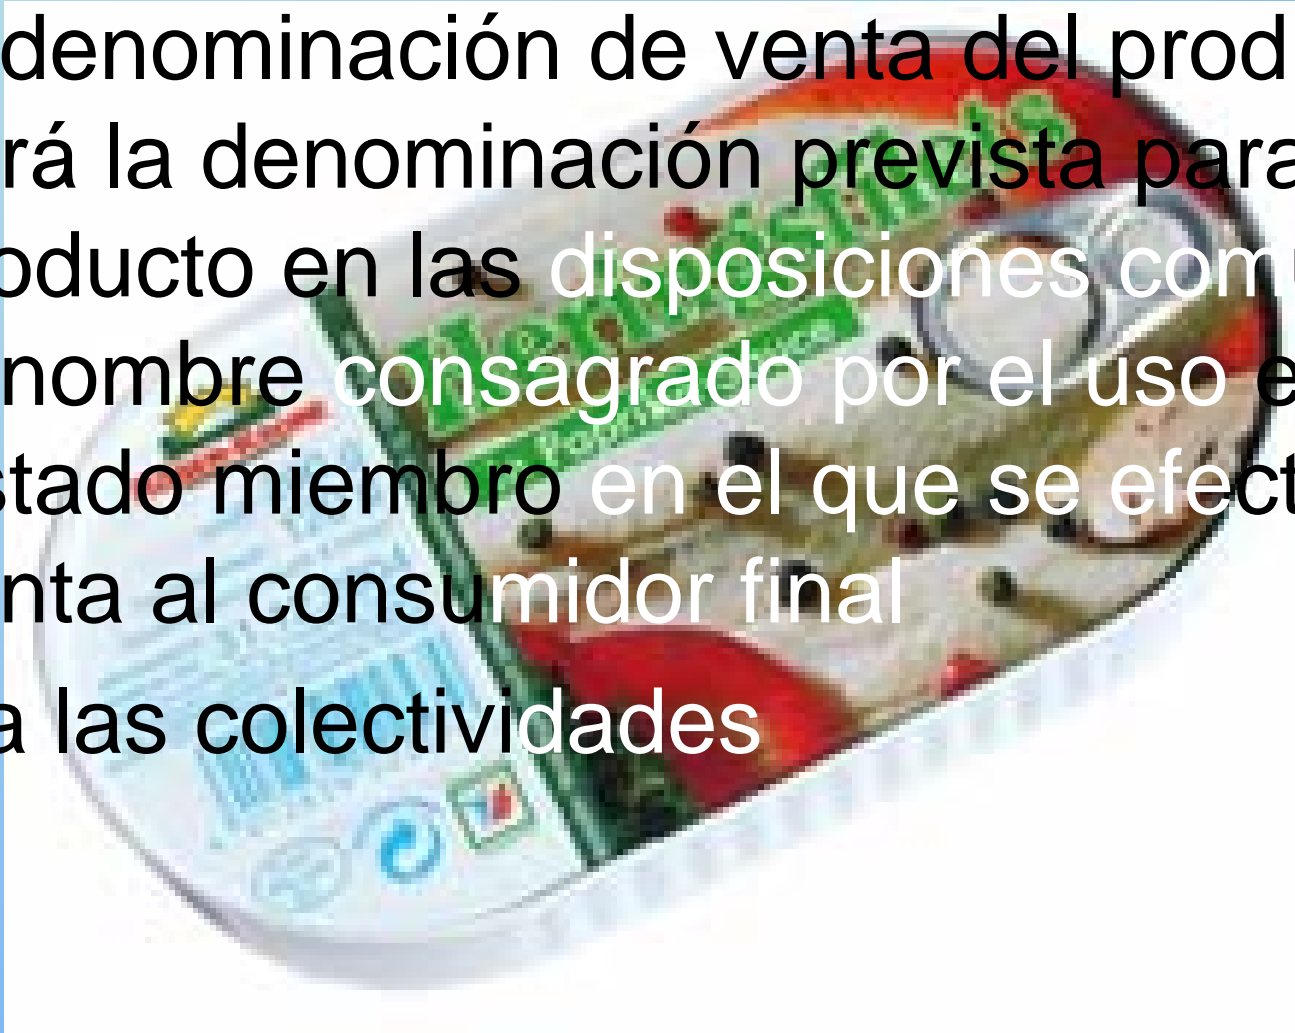 denominación de venta del prod
rá la denominación prevista para
oducto en las disposiciones comu
nombre consagrado por el uso e
stado miembro en el que se efect
nta al consumidor final
a las colectividades